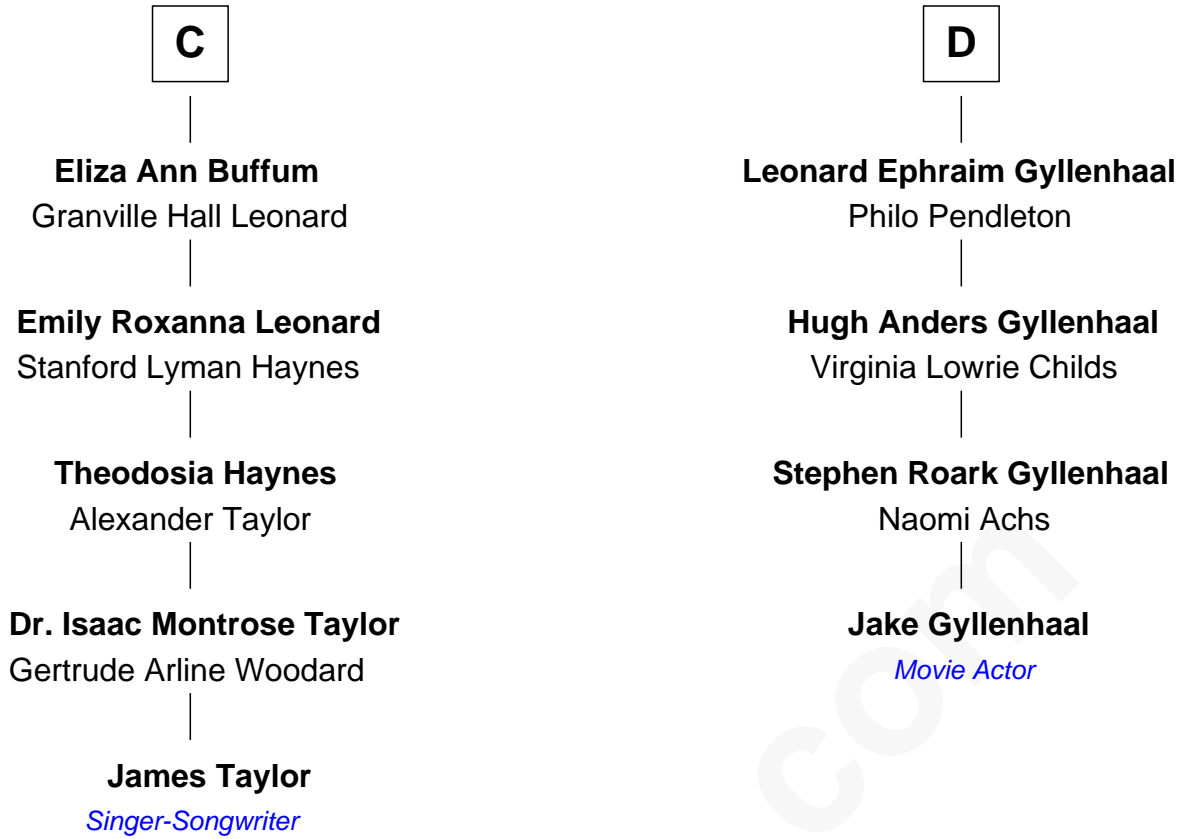 C
Eliza Ann Buffum
Granville Hall Leonard
Emily Roxanna Leonard
Stanford Lyman Haynes
Theodosia Haynes
Alexander Taylor
Dr. Isaac Montrose Taylor
Gertrude Arline Woodard
James Taylor
Singer-Songwriter
D
Leonard Ephraim Gyllenhaal
Philo Pendleton
Hugh Anders Gyllenhaal
Virginia Lowrie Childs
Stephen Roark Gyllenhaal
Naomi Achs
Jake Gyllenhaal
Movie Actor
com